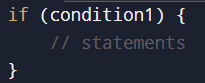 if (condition1) {
    // statements
}